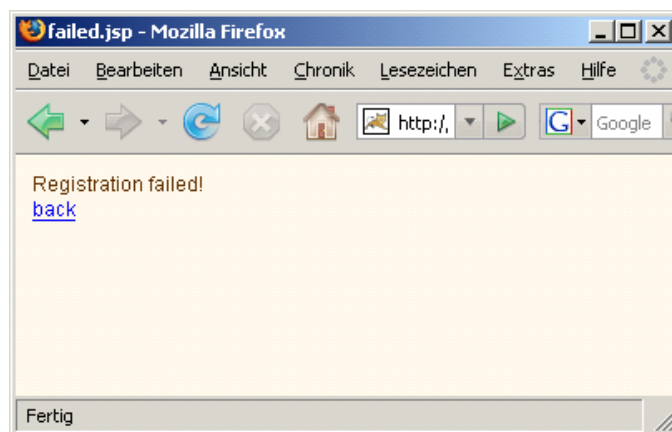 failed.jsp - Mozilla Firefox
Datei Bearbeiten Ansicht Chronik Lesezeichen Extras Hilfe
http:/, G Google
Registration failed!
back
Fertig